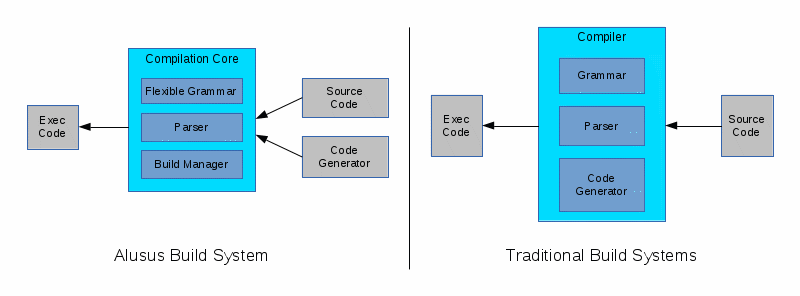 Compilation Core
Flexible Grammar
Parser
Build Manager
Exec
Code
Source
Code
Code
Generator
Alusus Build System
Compiler
Grammar
Parser
Code
Generator
Exec
Code
Source
Code
Traditional Build Systems